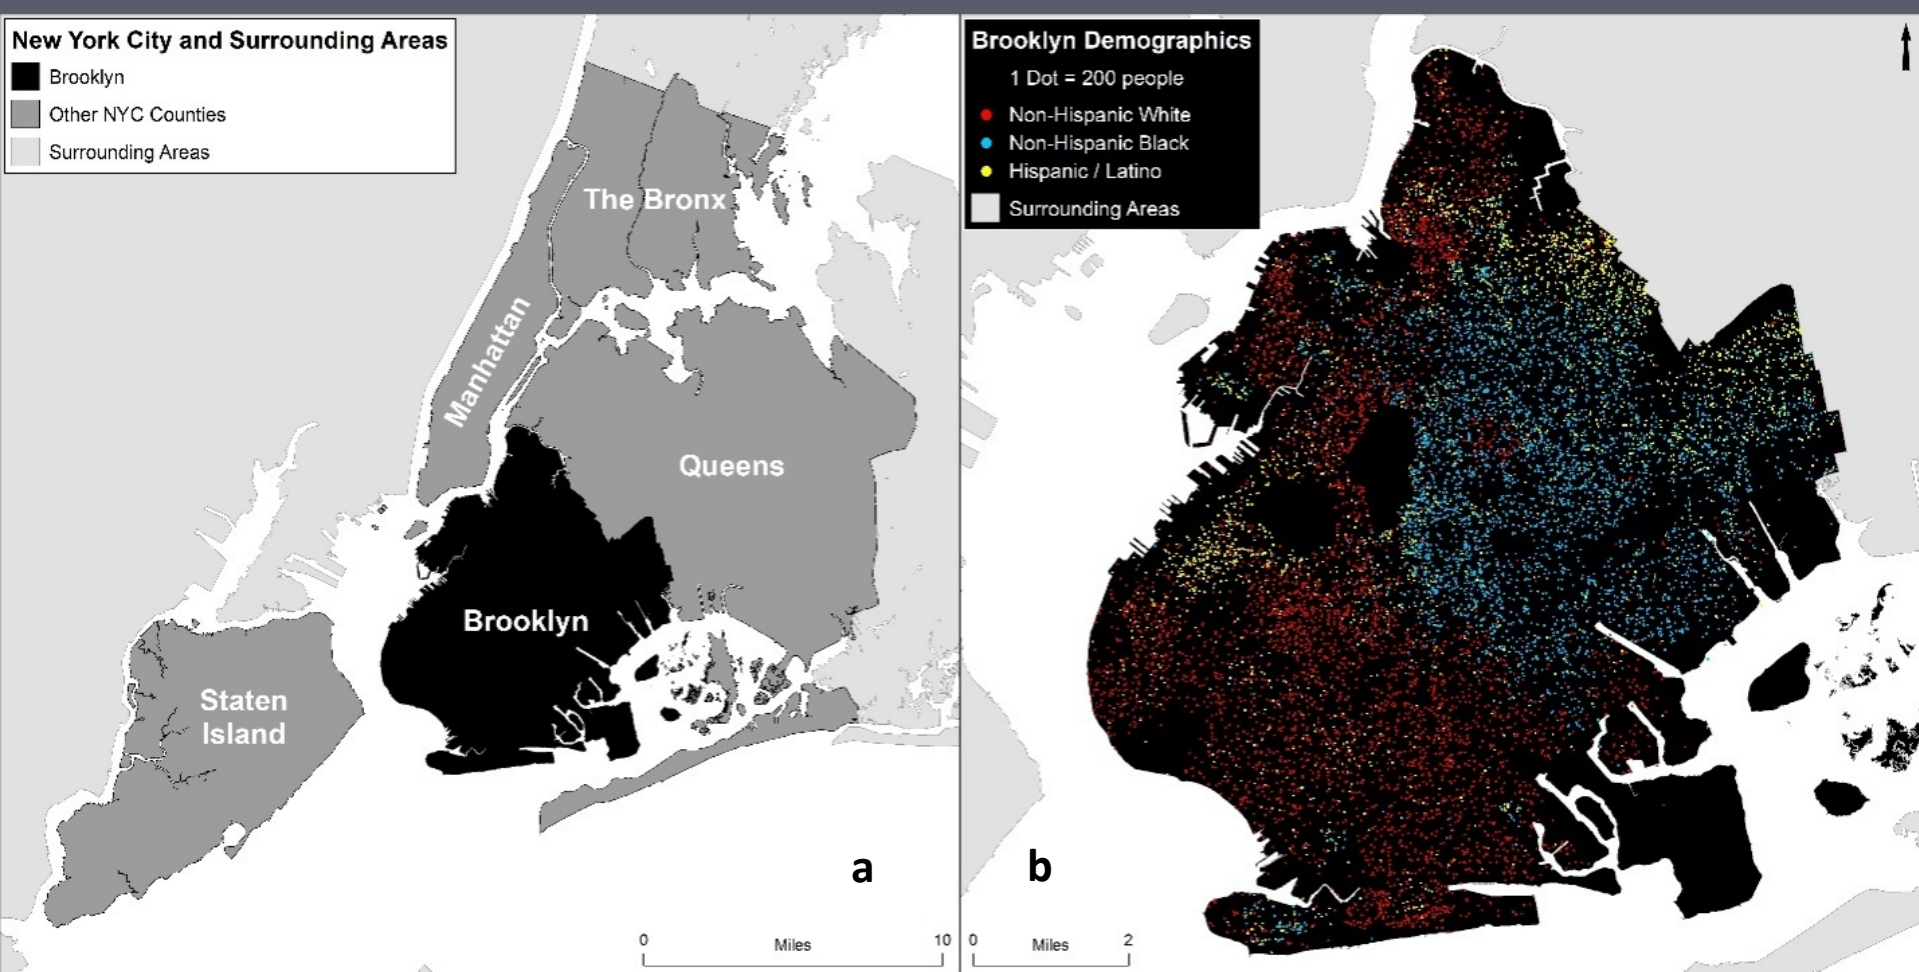 New York City and Surrounding Areas
Brooklyn
Other NYC Counties
Surrounding Areas
The Bronx
Manhattan
Queens
Brooklyn
Staten
Island
a
0 Miles 10
Brooklyn Demographics
1 Dot = 200 people
Non-Hispanic White
Non-Hispanic Black
Hispanic / Latino
Surrounding Areas
b
0 Miles 2